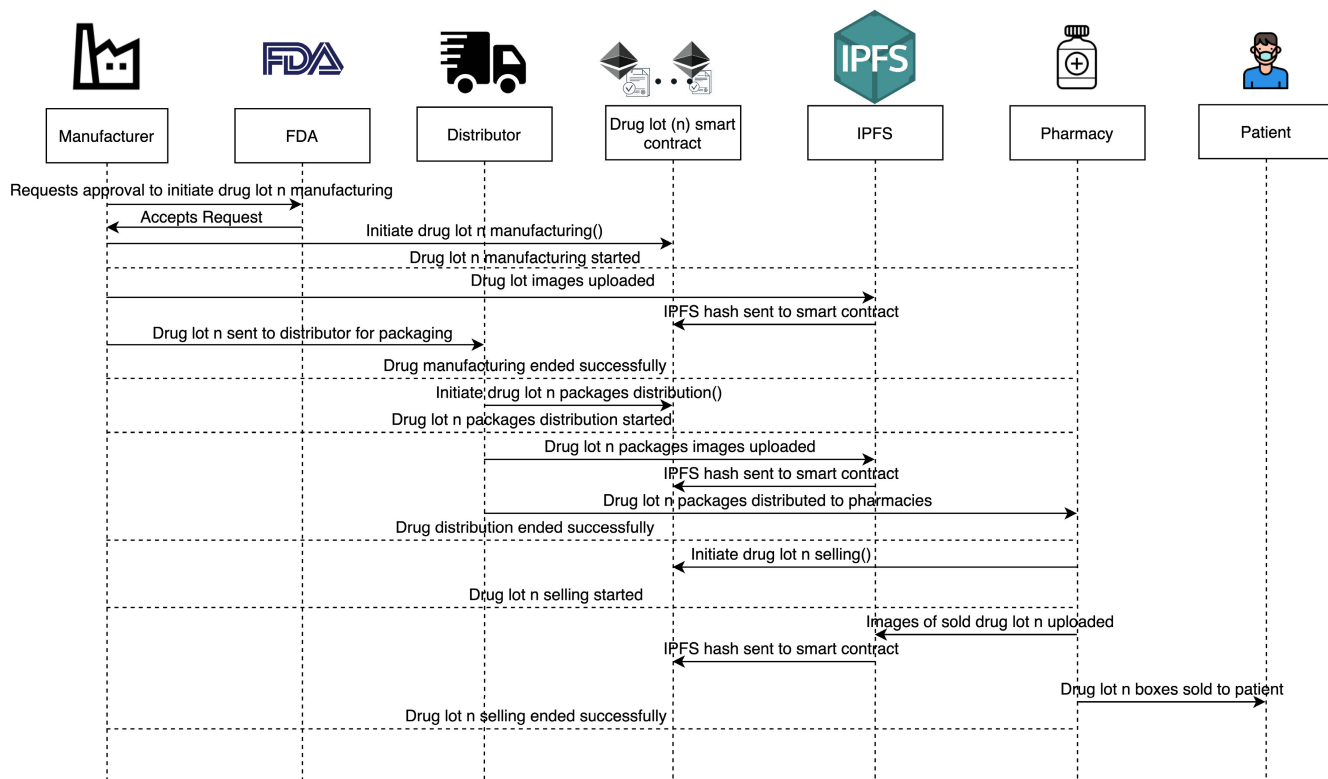 FDA
IPFS
Manufacturer
FDA
Distributor
Drug lot (n) smart
contract
IPFS
Pharmacy
Patient
Requests approval to initiate drug lot n manufacturing
Accepts Request
Initiate drug lot n manufacturing()
Drug lot n manufacturing started
Drug lot images uploaded
IPFS hash sent to smart contract
Drug lot n sent to distributor for packaging
Drug manufacturing ended successfully
Initiate drug lot n packages distribution()
Drug lot n packages distribution started
Drug lot n packages images uploaded
IPFS hash sent to smart contract
Drug lot n packages distributed to pharmacies
Drug distribution ended successfully
Initiate drug lot n selling()
Drug lot n selling started
Images of sold drug lot n uploaded
IPFS hash sent to smart contract
Drug lot n boxes sold to patient
Drug lot n selling ended successfully